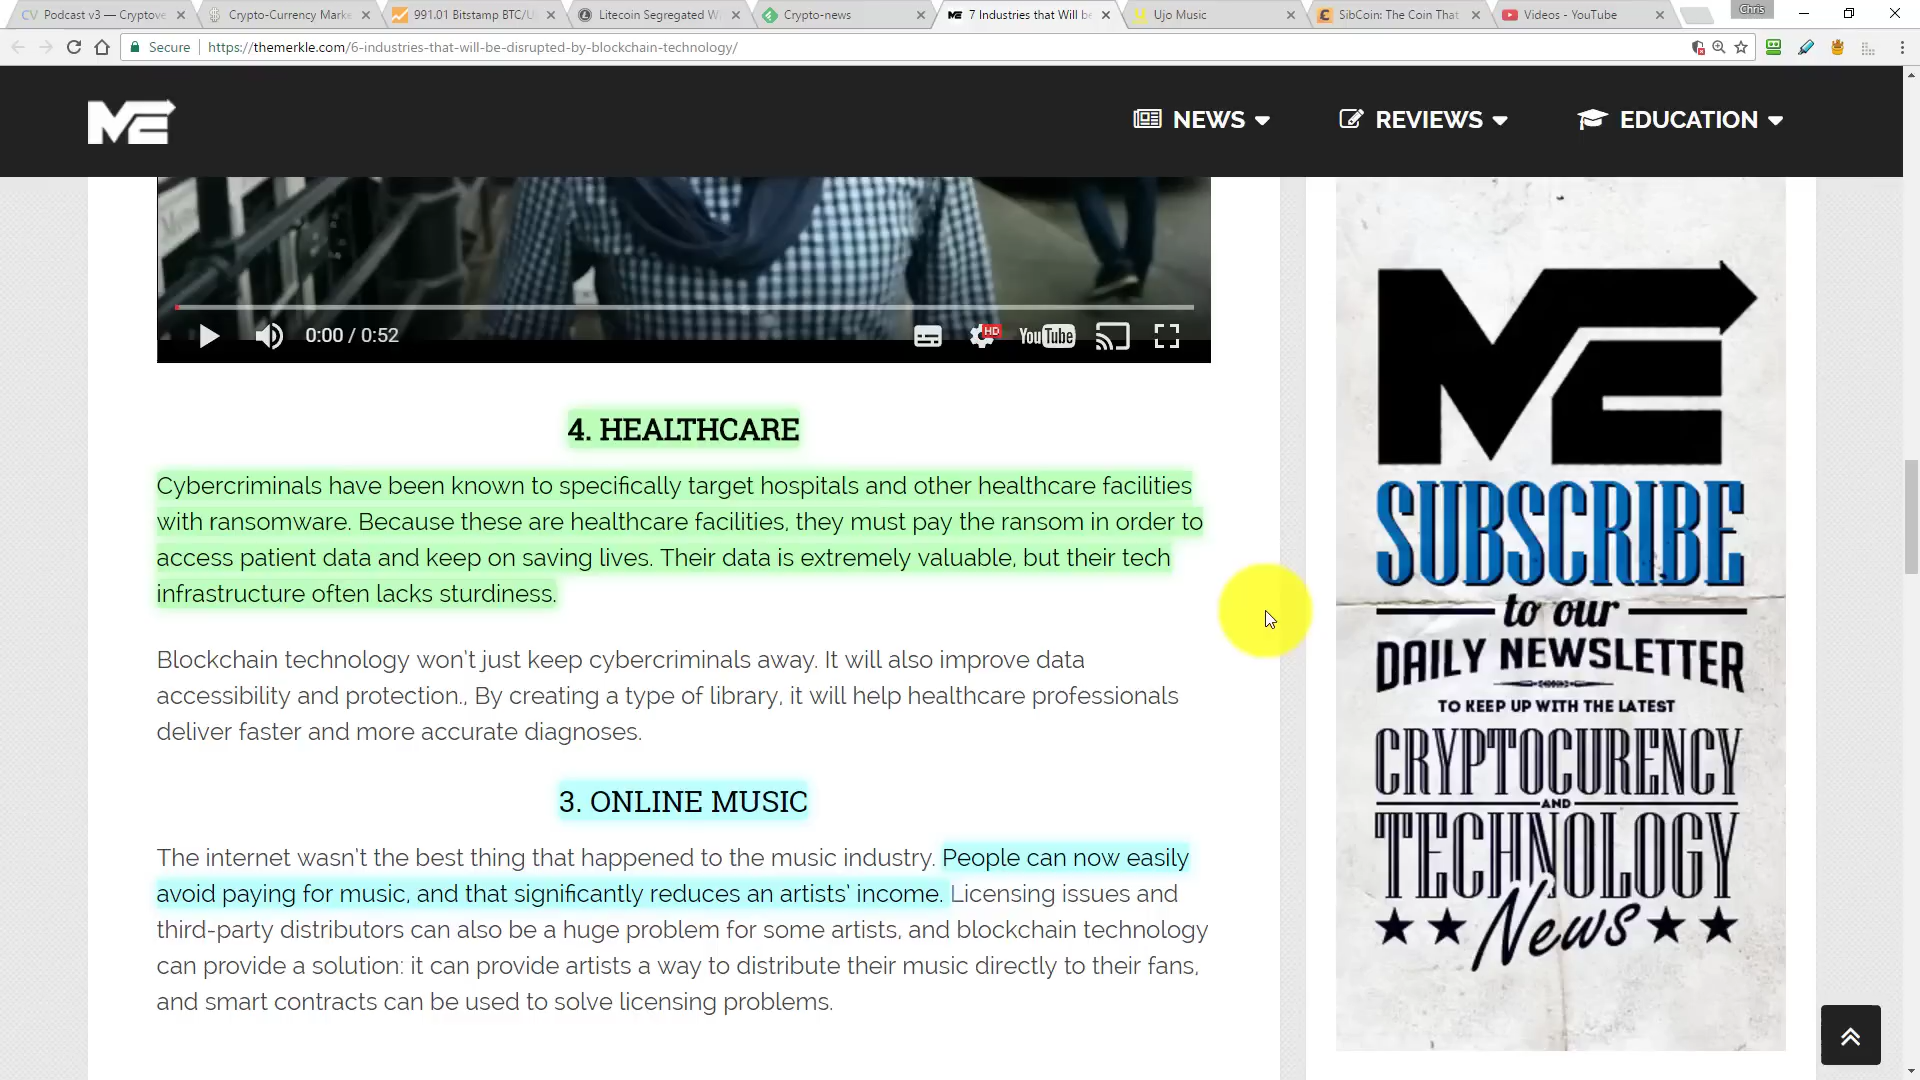 CV Podcast v3 — Cryptove
Crypto-Currency Marke
991.01 Bitstamp BTC/U
Litecoin Segregated W
Crypto-news
7 Industries that Will be
Ujo Music
SibCoin: The Coin That
Videos - YouTube
Chris
Secure
https://themerkle.com/6-industries-that-will-be-disrupted-by-blockchain-technology/
ME
NEWS
REVIEWS
EDUCATION
0:00 / 0:52
HD
YouTube
4. HEALTHCARE
Cybercriminals have been known to specifically target hospitals and other healthcare facilities
with ransomware. Because these are healthcare facilities, they must pay the ransom in order to
access patient data and keep on saving lives. Their data is extremely valuable, but their tech
infrastructure often lacks sturdiness.
Blockchain technology won't just keep cybercriminals away. It will also improve data
accessibility and protection., By creating a type of library, it will help healthcare professionals
deliver faster and more accurate diagnoses.
3. ONLINE MUSIC
The internet wasn't the best thing that happened to the music industry. People can now easily
avoid paying for music, and that significantly reduces an artists' income. Licensing issues and
third-party distributors can also be a huge problem for some artists, and blockchain technology
can provide a solution: it can provide artists a way to distribute their music directly to their fans,
and smart contracts can be used to solve licensing problems.
ME
SUBSCRIBE
to our
DAILY NEWSLETTER
TO KEEP UP WITH THE LATEST
CRYPTOCURENCY
AND
TECHNOLOGY
News